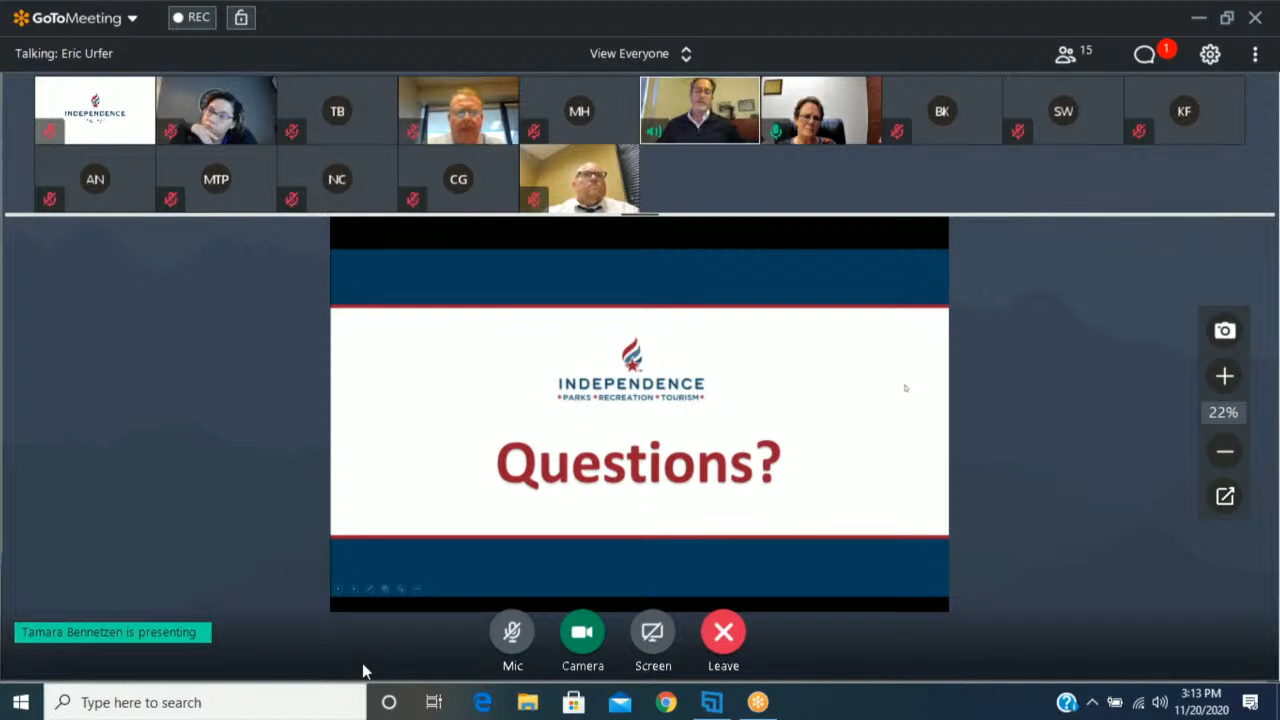 GoToMeeting
REC
Talking: Eric Urfer
View Everyone
15
1
INDEPENDENCE
TB
MH
BK
SW
KF
AN
MTP
NC
CG
INDEPENDENCE
PARKS RECREATION TOURISM
Questions?
22%
Tamara Bennetzen is presenting
Mic
Camera
Screen
Leave
Type here to search
3:13 PM
11/20/2020